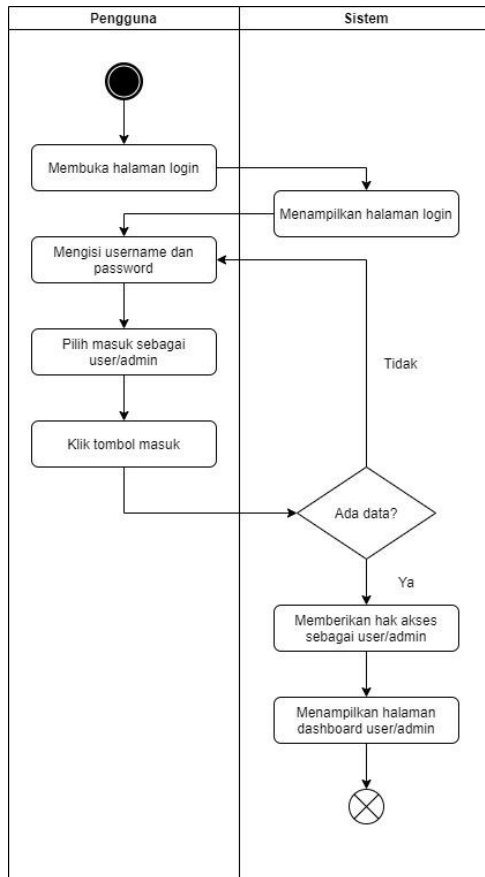 Pengguna
Sistem
Membuka halaman login
Menampilkan halaman login
Mengisi username dan
password
Pilih masuk sebagai
user/admin
Tidak
Klik tombol masuk
Ada data?
Ya
Memberikan hak akses
sebagai user/admin
Menampilkan halaman
dashboard user/admin